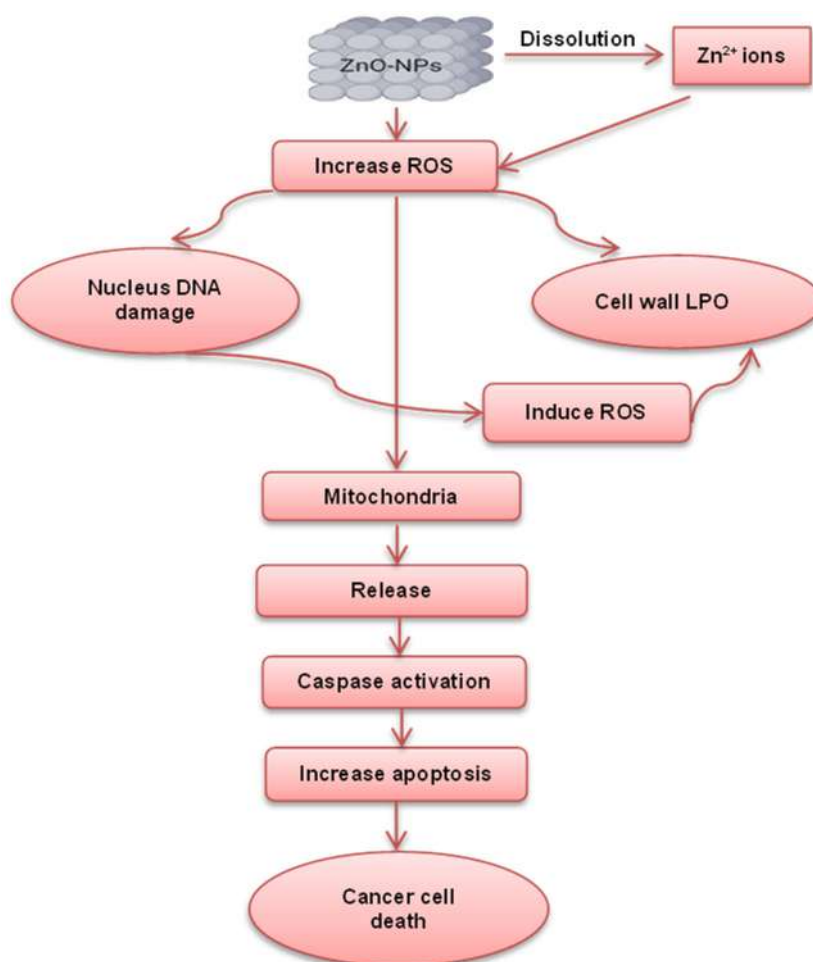 Dissolution
ZnO-NPs
Zn²⁺ ions
Increase ROS
Nucleus DNA
damage
Cell wall LPO
Induce ROS
Mitochondria
Release
Caspase activation
Increase apoptosis
Cancer cell
death